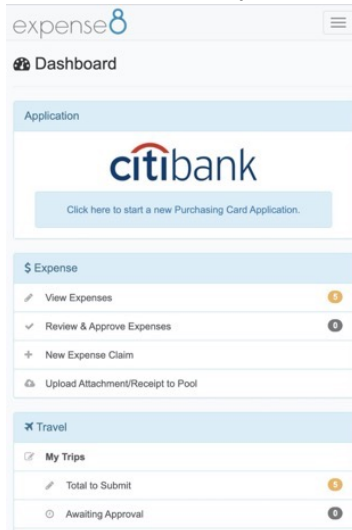 expense8
Dashboard
Application
citibank
Click here to start a new Purchasing Card Application.
$ Expense
View Expenses 5
Review & Approve Expenses 0
New Expense Claim
Upload Attachment/Receipt to Pool
Travel
My Trips
Total to Submit 5
Awaiting Approval 0